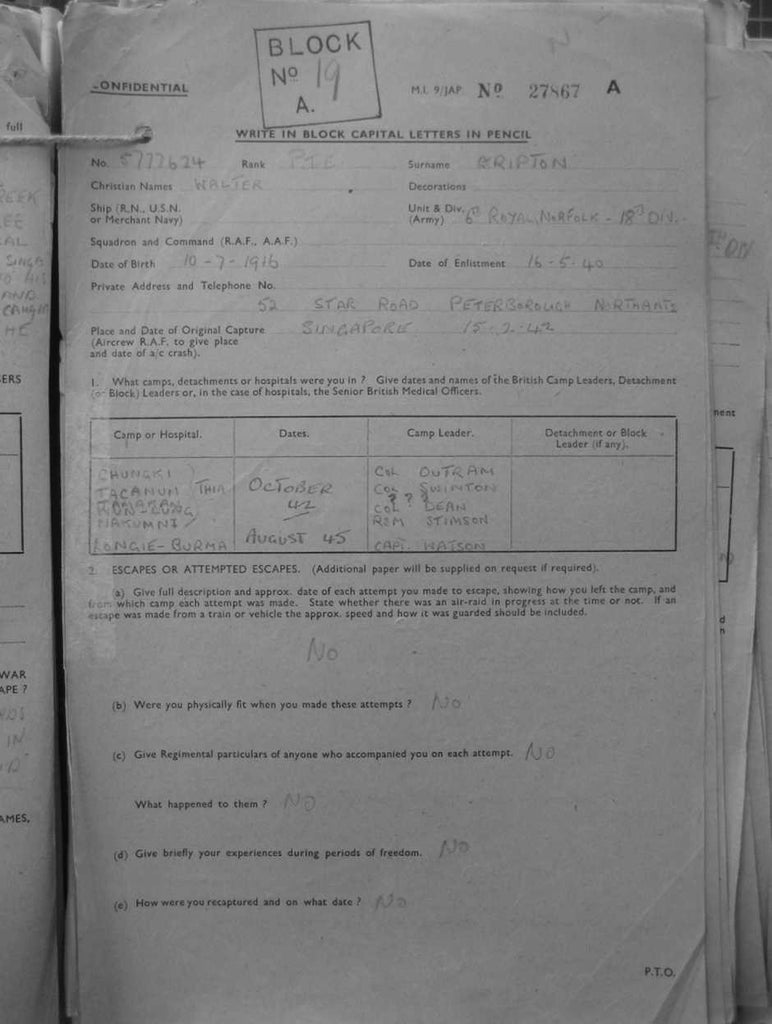 BLOCK
Nº 19
A.
CONFIDENTIAL
M.I. 9/JAP Nº 27867 A
WRITE IN BLOCK CAPITAL LETTERS IN PENCIL
full
No. 5777624 Rank PTE Surname
Christian Names WALTER Decorations
Ship (R.N., U.S.N. or Merchant Navy)
Unit & Div. (Army) 6th ROYAL NORFOLK - 18th DIV.
Squadron and Command (R.A.F., A.A.F.)
Date of Birth 10-7-1916 Date of Enlistment 16-5-40
Private Address and Telephone No.
52 STAR ROAD PETERBOROUGH NORTHANTS
Place and Date of Original Capture SINGAPORE 15.2.42
(Aircrew R.A.F. to give place
and date of a/c crash).
1. What camps, detachments or hospitals were you in ? Give dates and names of the British Camp Leaders, Detachment
(or Block) Leaders or, in the case of hospitals, the Senior British Medical Officers.
Camp or Hospital. Dates. Camp Leader. Detachment or Block Leader (if any).
CHUNGKI COL OUTRAM
TACANUM THIA OCTOBER COL SWINTON
42 ? ? ?
COL DEAN
RSM STIMSON
BURMA AUGUST 45 CAPT. WATSON
2. ESCAPES OR ATTEMPTED ESCAPES. (Additional paper will be supplied on request if required).
(a) Give full description and approx. date of each attempt you made to escape, showing how you left the camp, and
from which camp each attempt was made. State whether there was an air-raid in progress at the time or not. If an
escape was made from a train or vehicle the approx. speed and how it was guarded should be included.
NO
(b) Were you physically fit when you made these attempts ? NO
(c) Give Regimental particulars of anyone who accompanied you on each attempt. NO
What happened to them ? NO
(d) Give briefly your experiences during periods of freedom. NO
(e) How were you recaptured and on what date ? NO
P.T.O.